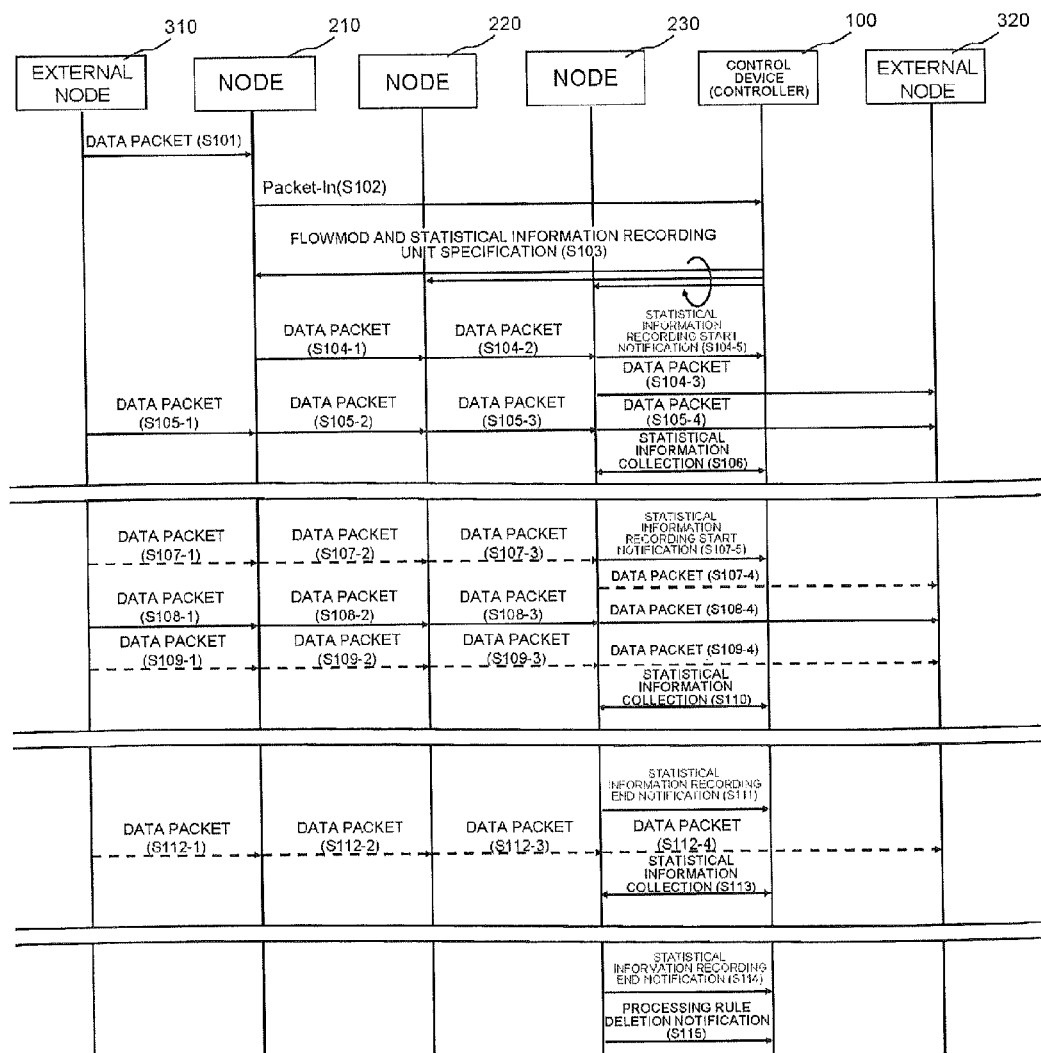 310
210
220
230
100
320
EXTERNAL
NODE
NODE
NODE
NODE
CONTROL
DEVICE
(CONTROLLER)
EXTERNAL
NODE
DATA PACKET (S101)
Packet-In(S102)
FLOWMOD AND STATISTICAL INFORMATION RECORDING
UNIT SPECIFICATION (S103)
DATA PACKET
(S104-1)
DATA PACKET
(S104-2)
STATISTICAL
INFORMATION
RECORDING START
NOTIFICATION (S104-5)
DATA PACKET
(S104-3)
DATA PACKET
(S105-1)
DATA PACKET
(S105-2)
DATA PACKET
(S105-3)
DATA PACKET
(S105-4)
STATISTICAL
INFORMATION
COLLECTION (S106)
DATA PACKET
(S107-1)
DATA PACKET
(S107-2)
DATA PACKET
(S107-3)
STATISTICAL
INFORMATION
RECORDING START
NOTIFICATION (S107-5)
DATA PACKET (S107-4)
DATA PACKET
(S108-1)
DATA PACKET
(S108-2)
DATA PACKET
(S108-3)
DATA PACKET (S108-4)
DATA PACKET
(S109-1)
DATA PACKET
(S109-2)
DATA PACKET
(S109-3)
DATA PACKET (S109-4)
STATISTICAL
INFORMATION
COLLECTION (S110)
STATISTICAL
INFORMATION RECORDING
END NOTIFICATION (S111)
DATA PACKET
(S112-1)
DATA PACKET
(S112-2)
DATA PACKET
(S112-3)
DATA PACKET
(S112-4)
STATISTICAL
INFORMATION
COLLECTION (S113)
STATISTICAL
INFORMATION RECORDING
END NOTIFICATION (S114)
PROCESSING RULE
DELETION NOTIFICATION
(S115)